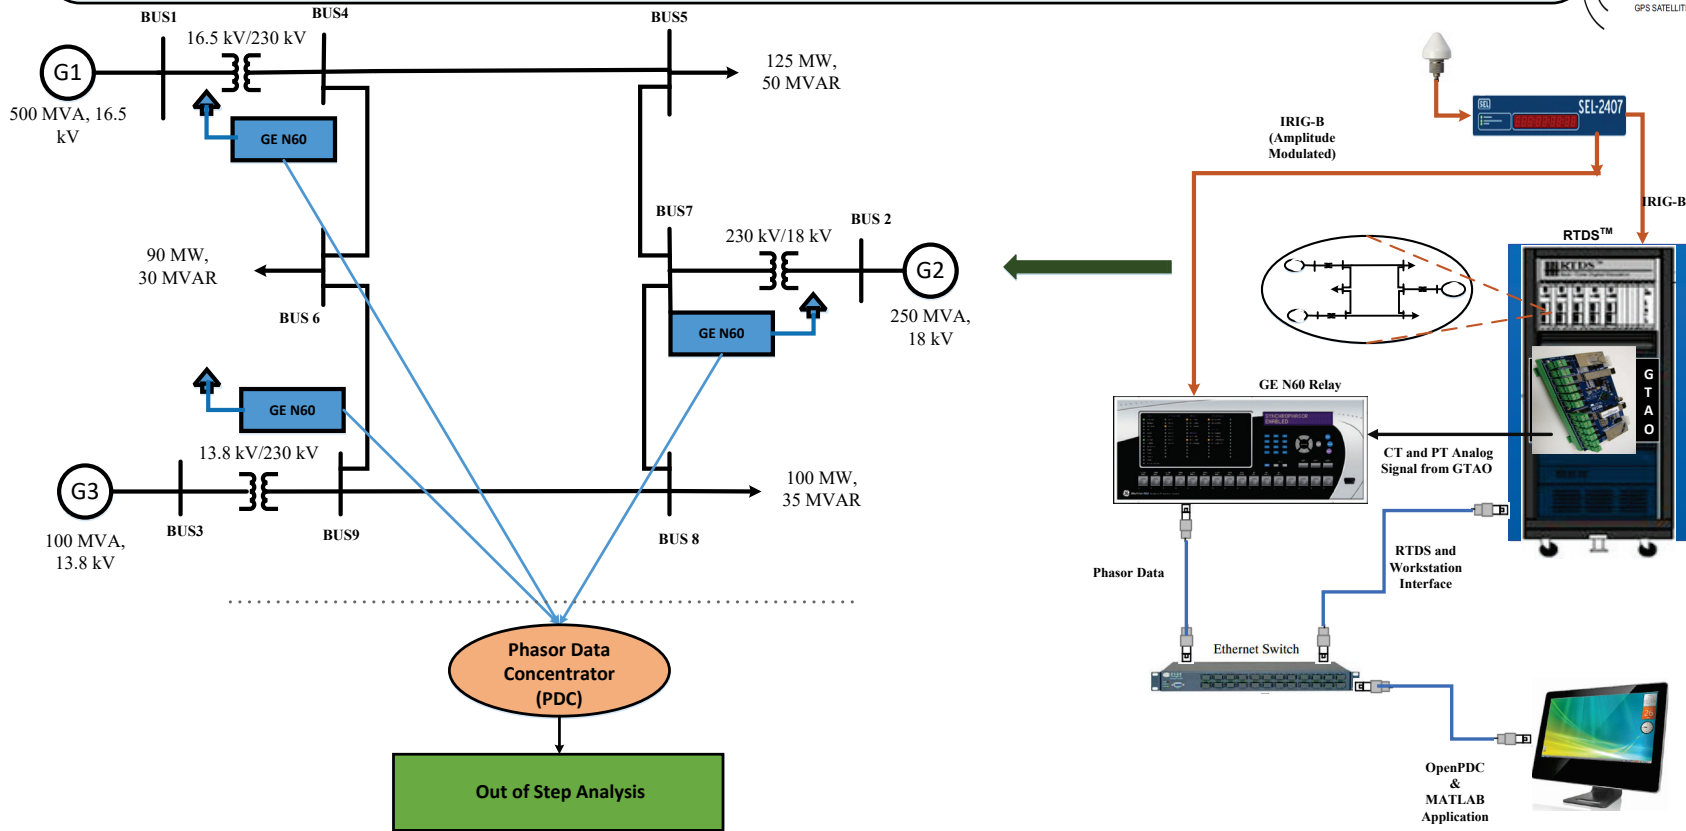 GPS SATELLITE
BUS1
BUS4
BUS5
16.5 kV/230 kV
G1
500 MVA, 16.5
kV
GE N60
125 MW,
50 MVAR
BUS7
BUS 2
230 kV/18 kV
G2
250 MVA,
18 kV
GE N60
90 MW,
30 MVAR
BUS 6
GE N60
13.8 kV/230 kV
G3
100 MVA,
13.8 kV
BUS3
BUS9
BUS 8
100 MW,
35 MVAR
Phasor Data
Concentrator
(PDC)
Out of Step Analysis
SEL
SEL-2407
IRIG-B
(Amplitude
Modulated)
IRIG-B
RTDS™
RTDS™
G
T
A
O
GE N60 Relay
SYNCHROPHASOR
ENABLED
CT and PT Analog
Signal from GTAO
Phasor Data
RTDS and
Workstation
Interface
Ethernet Switch
OpenPDC
&
MATLAB
Application